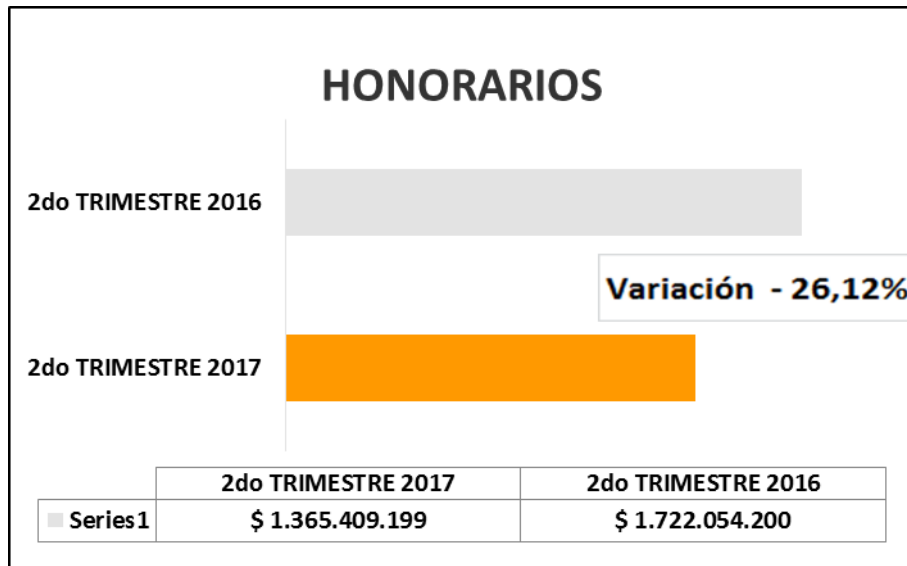 HONORARIOS
2do TRIMESTRE 2016
Variación - 26,12%
2do TRIMESTRE 2017
2do TRIMESTRE 2017 2do TRIMESTRE 2016
Series1 $ 1.365.409.199 $ 1.722.054.200